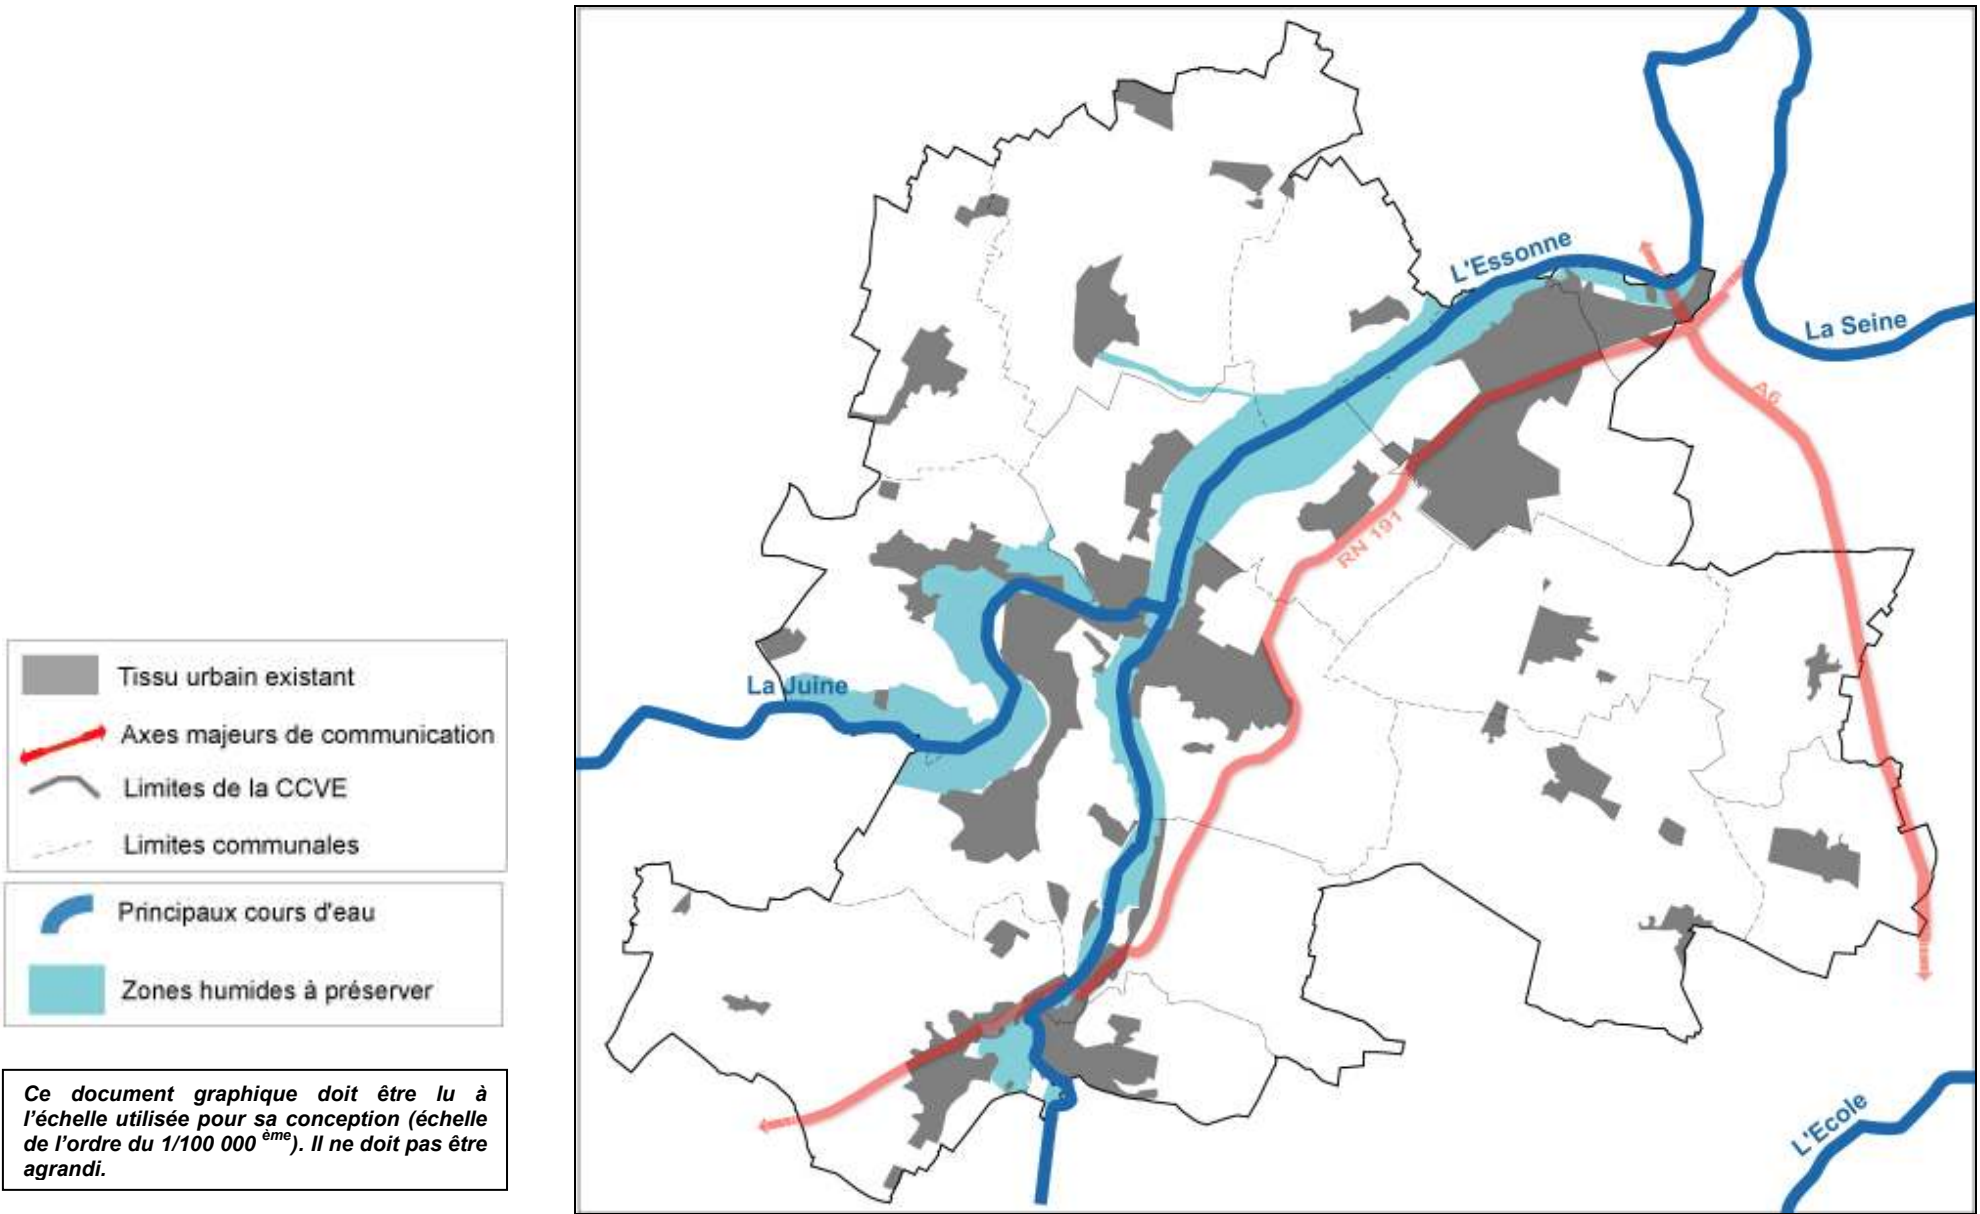 Tissu urbain existant
Axes majeurs de communication
Limites de la CCVE
Limites communales
Principaux cours d'eau
Zones humides à préserver
Ce document graphique doit être lu à
l'échelle utilisée pour sa conception (échelle
de l'ordre du 1/100 000 ème). Il ne doit pas être
agrandi.
L'Essonne
La Seine
A6
RN 191
La Juine
L'Ecole